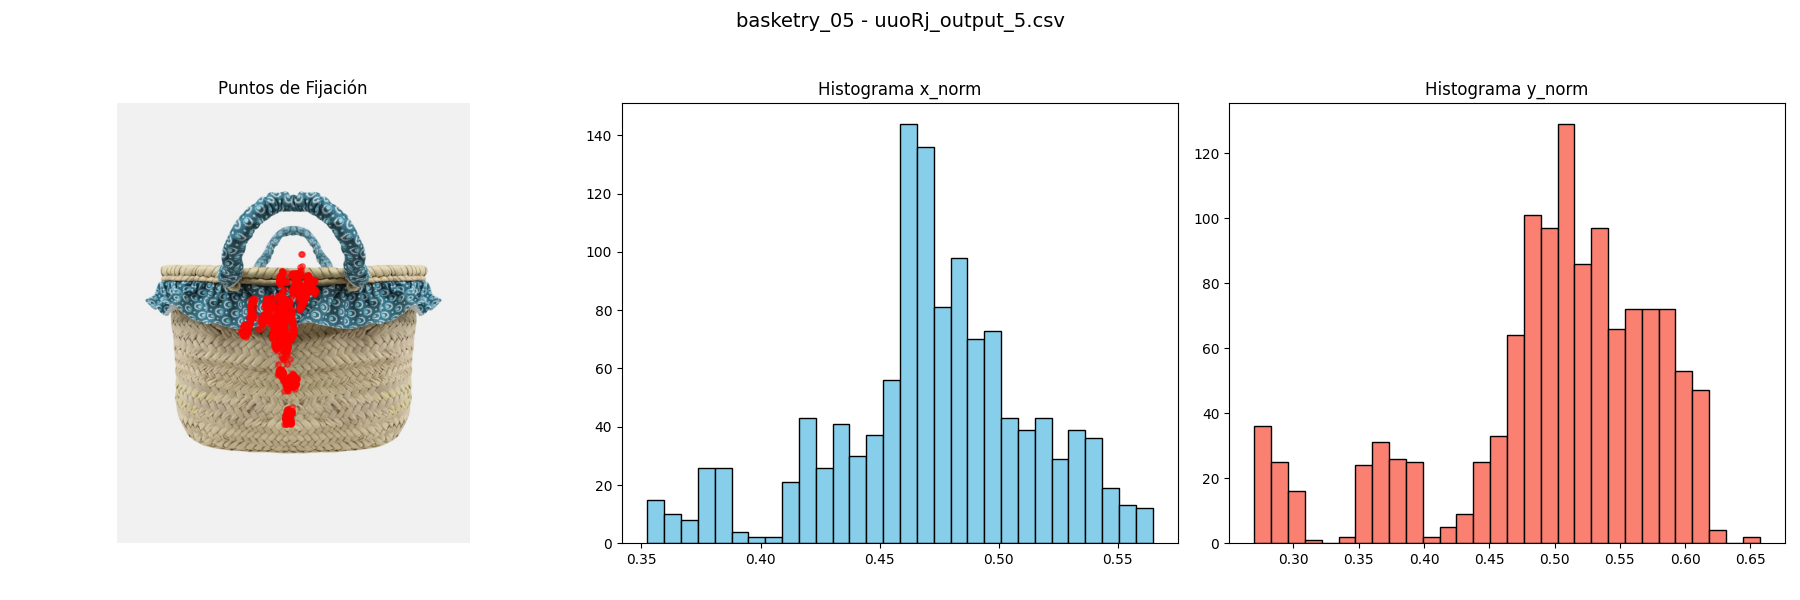 basketry_05 - uuoRj_output_5.csv
Puntos de Fijación
Histograma x_norm
140
120
100
80
60
40
20
0
0.35 0.40 0.45 0.50 0.55
Histograma y_norm
120
100
80
60
40
20
0
0.30 0.35 0.40 0.45 0.50 0.55 0.60 0.65